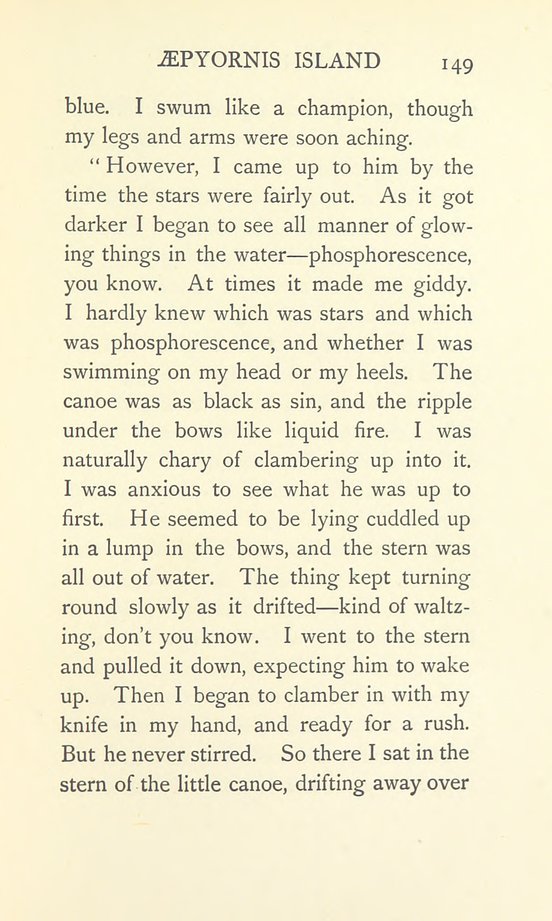 ÆPYORNIS ISLAND 149
blue. I swum like a champion, though
my legs and arms were soon aching.
“ However, I came up to him by the
time the stars were fairly out. As it got
darker I began to see all manner of glow-
ing things in the water—phosphorescence,
you know. At times it made me giddy.
I hardly knew which was stars and which
was phosphorescence, and whether I was
swimming on my head or my heels. The
canoe was as black as sin, and the ripple
under the bows like liquid fire. I was
naturally chary of clambering up into it.
I was anxious to see what he was up to
first. He seemed to be lying cuddled up
in a lump in the bows, and the stern was
all out of water. The thing kept turning
round slowly as it drifted—kind of waltz-
ing, don’t you know. I went to the stern
and pulled it down, expecting him to wake
up. Then I began to clamber in with my
knife in my hand, and ready for a rush.
But he never stirred. So there I sat in the
stern of the little canoe, drifting away over